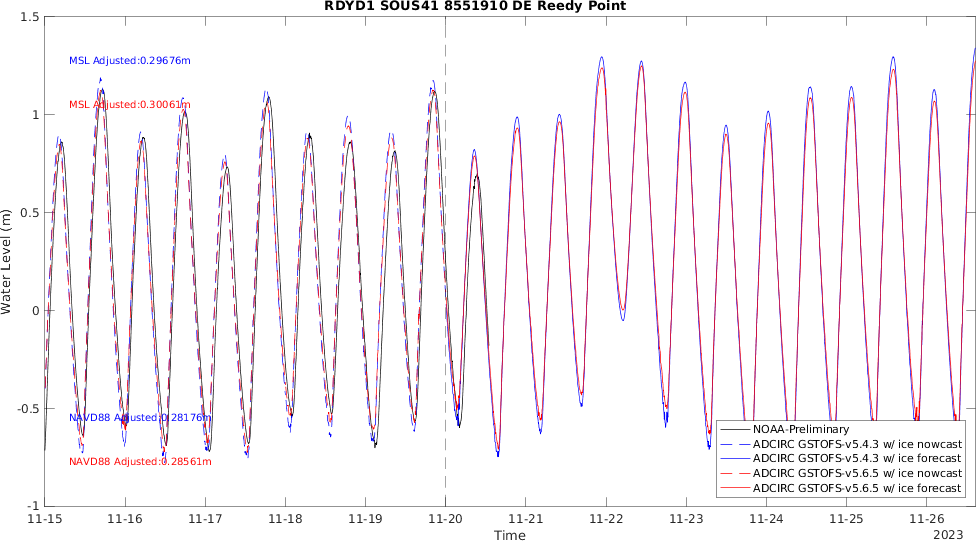 RDYD1 SOUS41 8551910 DE Reedy Point
1.5
1
0.5
0
-0.5
-1
Water Level (m)
MSL Adjusted:0.29676m
MSL Adjusted:0.30061m
NAVD88 Adjusted:0.28176m
NAVD88 Adjusted:0.28561m
NOAA-Preliminary
ADCIRC GSTOFS-v5.4.3 w/ ice nowcast
ADCIRC GSTOFS-v5.4.3 w/ ice forecast
ADCIRC GSTOFS-v5.6.5 w/ ice nowcast
ADCIRC GSTOFS-v5.6.5 w/ ice forecast
11-15 11-16 11-17 11-18 11-19 11-20 11-21 11-22 11-23 11-24 11-25 11-26
Time
2023